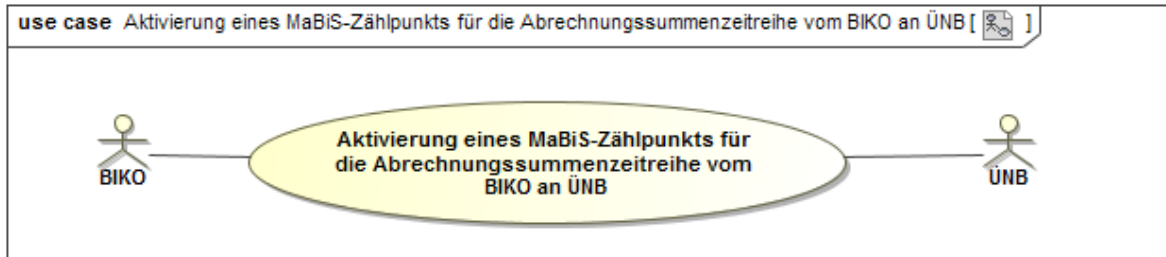 use case Aktivierung eines MaBiS-Zählpunkts für die Abrechnungssummenzeitreihe vom BIKO an ÜNB [ ]
Aktivierung eines MaBiS-Zählpunkts für
die Abrechnungssummenzeitreihe vom
BIKO an ÜNB
BIKO
ÜNB